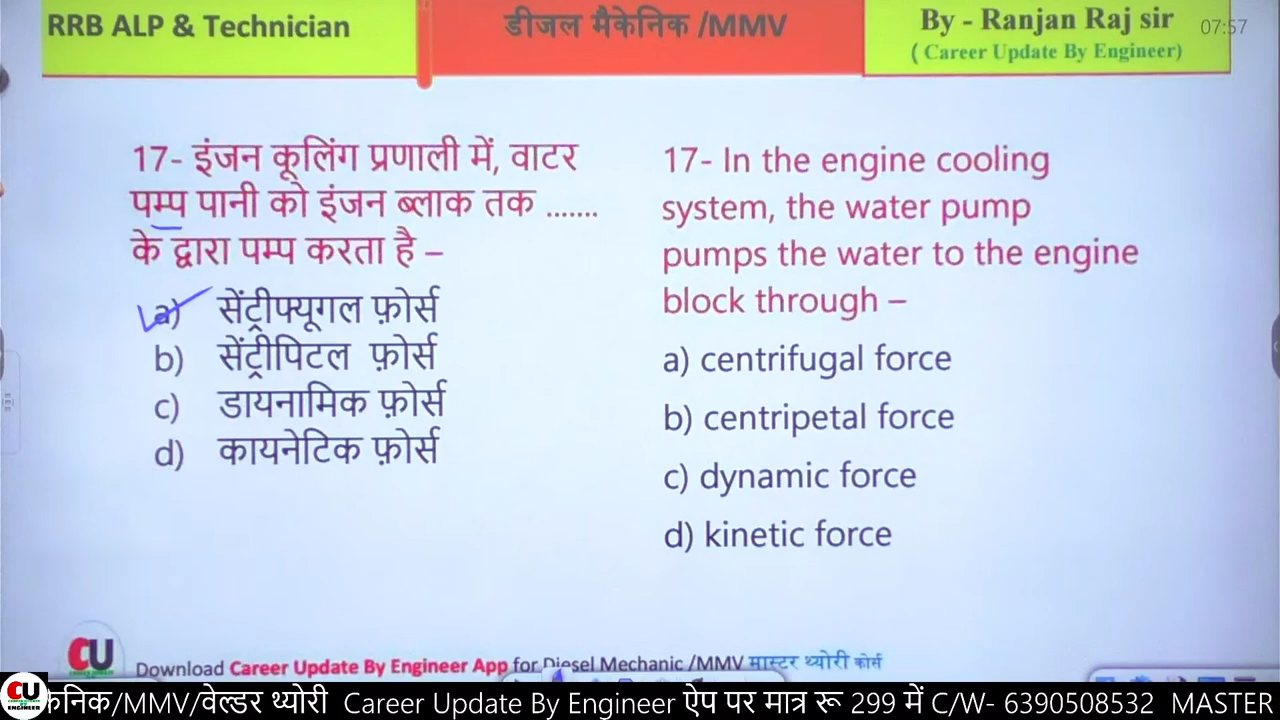 RRB ALP & Technician
डीजल मैकेनिक /MMV
By - Ranjan Raj sir
( Career Update By Engineer)
07:57
17- इंजन कूलिंग प्रणाली में, वाटर
पम्प पानी को इंजन ब्लाक तक .......
के द्वारा पम्प करता है –
a) सेंट्रीफ्यूगल फ़ोर्स
b) सेंट्रीपिटल फ़ोर्स
c) डायनामिक फ़ोर्स
d) कायनेटिक फ़ोर्स
17- In the engine cooling
system, the water pump
pumps the water to the engine
block through –
a) centrifugal force
b) centripetal force
c) dynamic force
d) kinetic force
CU
Download Career Update By Engineer App for Diesel Mechanic /MMV मास्टर थ्योरी कोर्स
CU
ENGINEER
/MMV/वेल्डर थ्योरी Career Update By Engineer ऐप पर मात्र रू 299 में C/W- 6390508532 MASTER